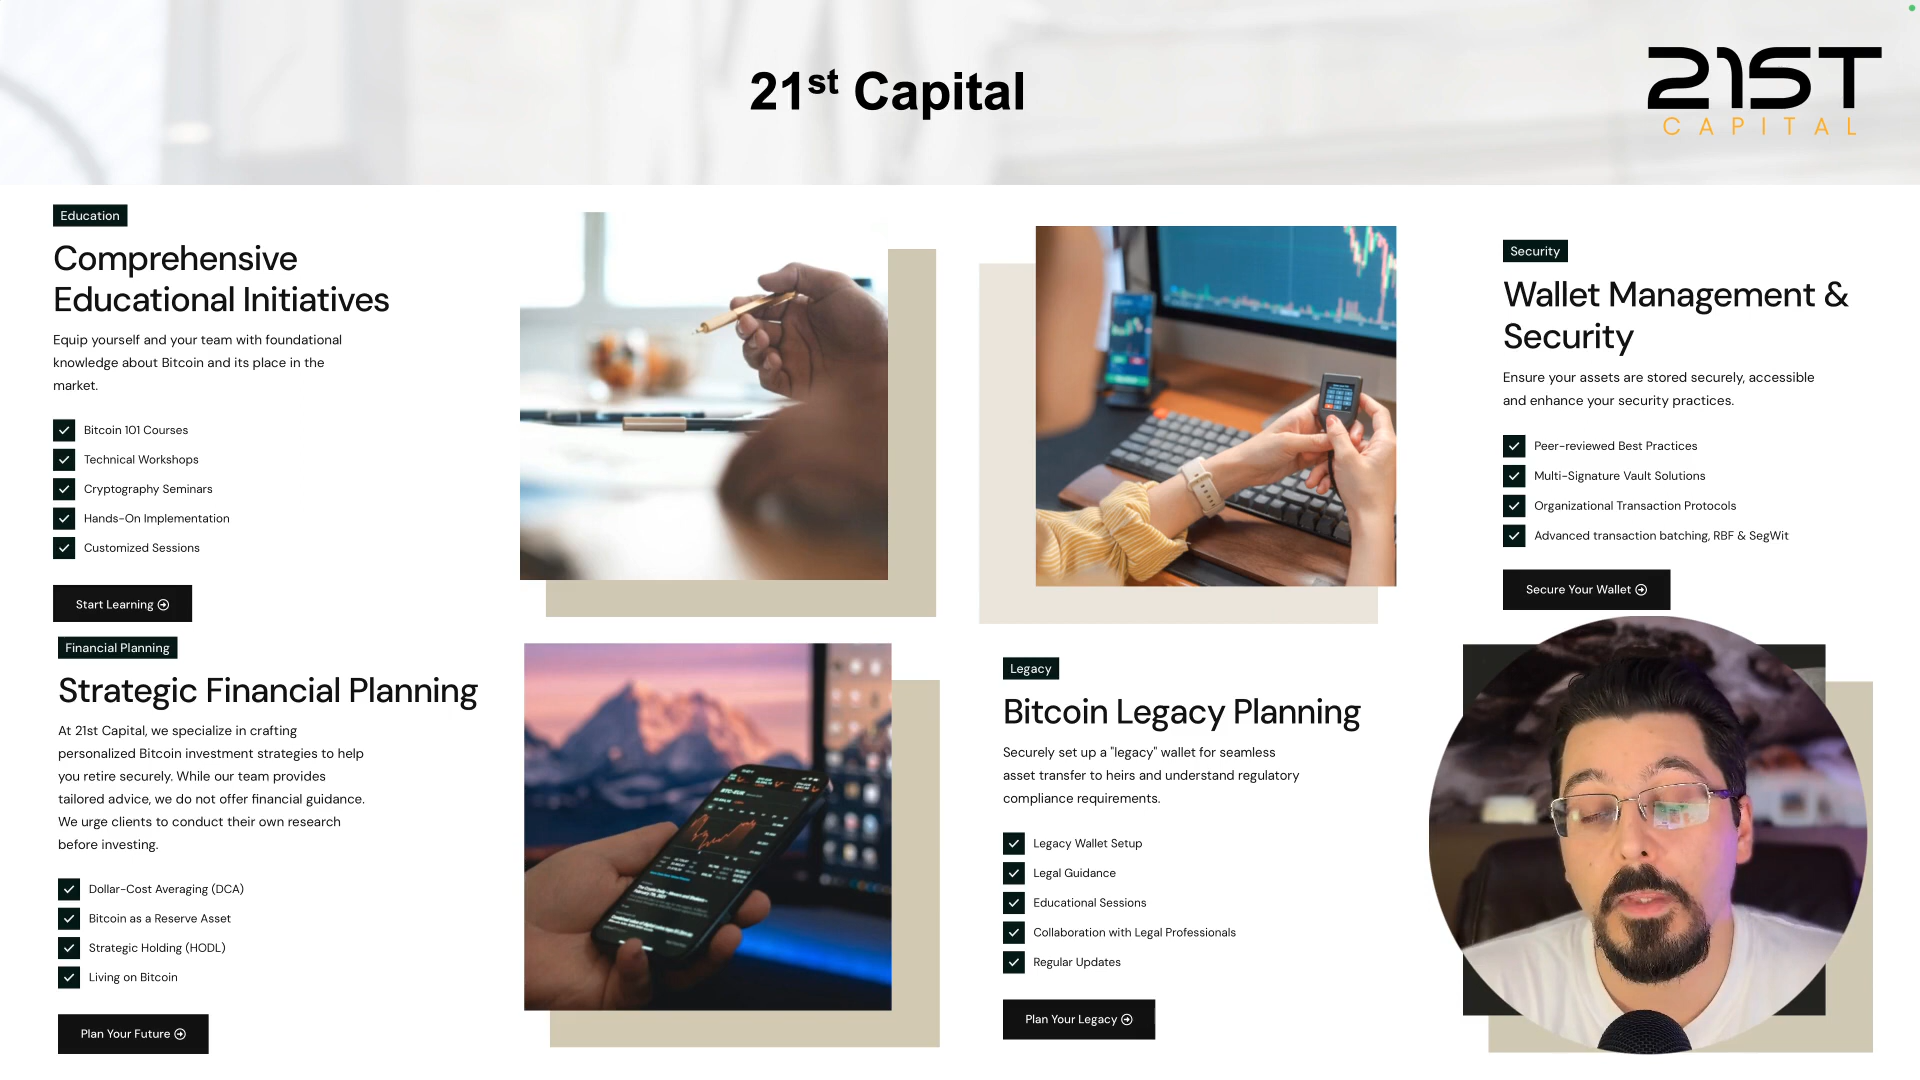 21st Capital
21ST
CAPITAL
Education
Comprehensive
Educational Initiatives
Equip yourself and your team with foundational
knowledge about Bitcoin and its place in the
market.
Bitcoin 101 Courses
Technical Workshops
Cryptography Seminars
Hands-On Implementation
Customized Sessions
Start Learning
Security
Wallet Management &
Security
Ensure your assets are stored securely, accessible
and enhance your security practices.
Peer-reviewed Best Practices
Multi-Signature Vault Solutions
Organizational Transaction Protocols
Advanced transaction batching, RBF & SegWit
Secure Your Wallet
Financial Planning
Strategic Financial Planning
At 21st Capital, we specialize in crafting
personalized Bitcoin investment strategies to help
you retire securely. While our team provides
tailored advice, we do not offer financial guidance.
We urge clients to conduct their own research
before investing.
Dollar-Cost Averaging (DCA)
Bitcoin as a Reserve Asset
Strategic Holding (HODL)
Living on Bitcoin
Plan Your Future
Legacy
Bitcoin Legacy Planning
Securely set up a "legacy" wallet for seamless
asset transfer to heirs and understand regulatory
compliance requirements.
Legacy Wallet Setup
Legal Guidance
Educational Sessions
Collaboration with Legal Professionals
Regular Updates
Plan Your Legacy